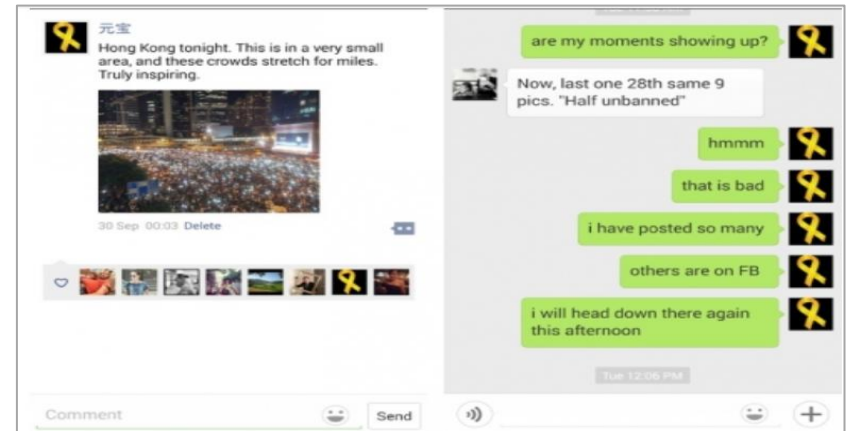 元宝
Hong Kong tonight. This is in a very small
area, and these crowds stretch for miles.
Truly inspiring.
30 Sep 00:03 Delete
Comment
Send
are my moments showing up?
Now, last one 28th same 9
pics. "Half unbanned"
hmmm
that is bad
i have posted so many
others are on FB
i will head down there again
this afternoon
Tue 12:06 PM